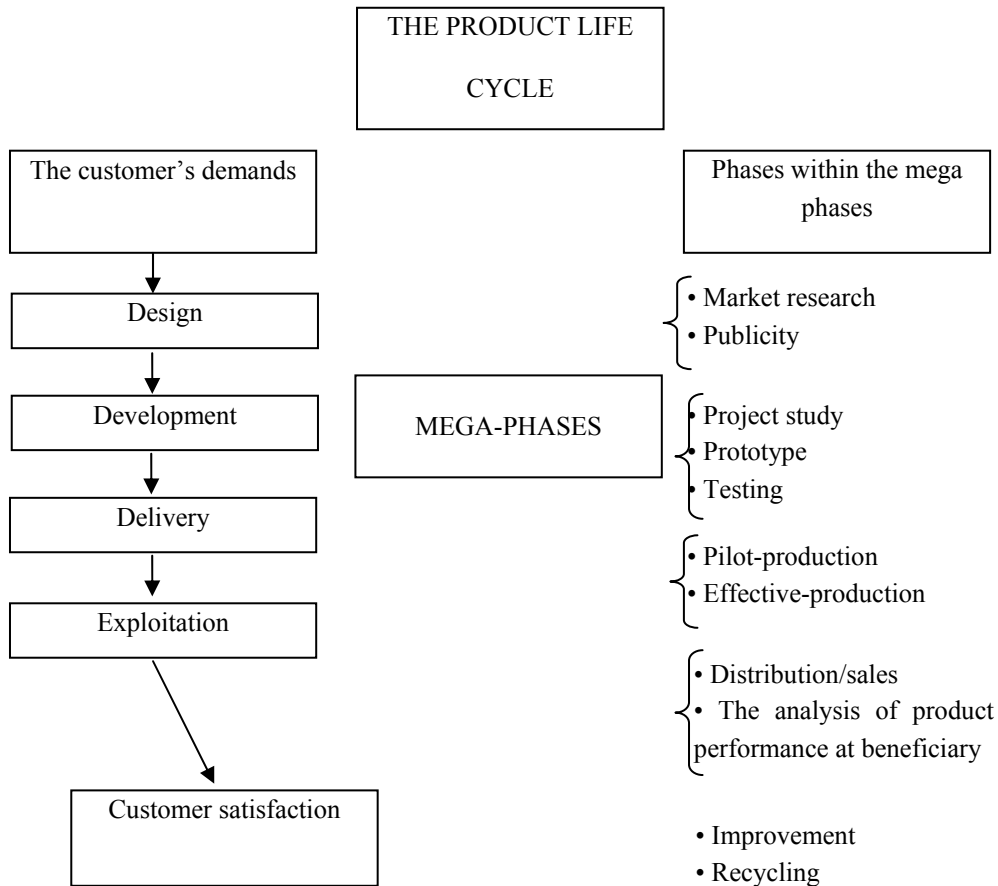 THE PRODUCT LIFE
CYCLE
The customer's demands
Design
Development
Delivery
Exploitation
Customer satisfaction
MEGA-PHASES
Phases within the mega
phases
• Market research
• Publicity
• Project study
• Prototype
• Testing
• Pilot-production
• Effective-production
• Distribution/sales
• The analysis of product
performance at beneficiary
• Improvement
• Recycling